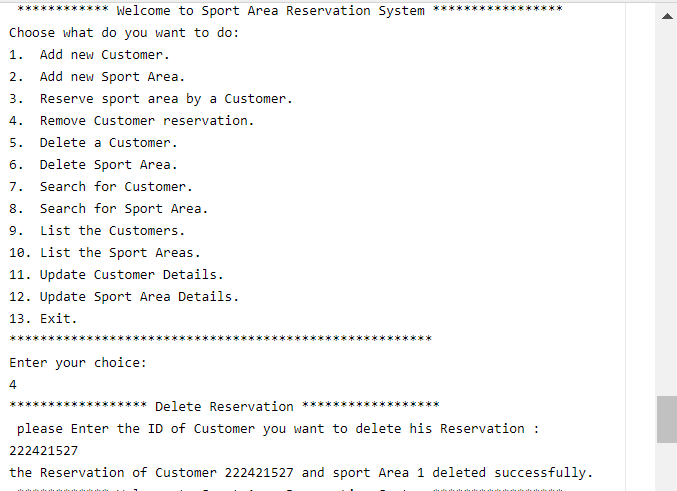 ************ Welcome to Sport Area Reservation System *****************
Choose what do you want to do:
1. Add new Customer.
2. Add new Sport Area.
3. Reserve sport area by a Customer.
4. Remove Customer reservation.
5. Delete a Customer.
6. Delete Sport Area.
7. Search for Customer.
8. Search for Sport Area.
9. List the Customers.
10. List the Sport Areas.
11. Update Customer Details.
12. Update Sport Area Details.
13. Exit.
*******************************************************
Enter your choice:
4
****************** Delete Reservation ******************
please Enter the ID of Customer you want to delete his Reservation :
222421527
the Reservation of Customer 222421527 and sport Area 1 deleted successfully.